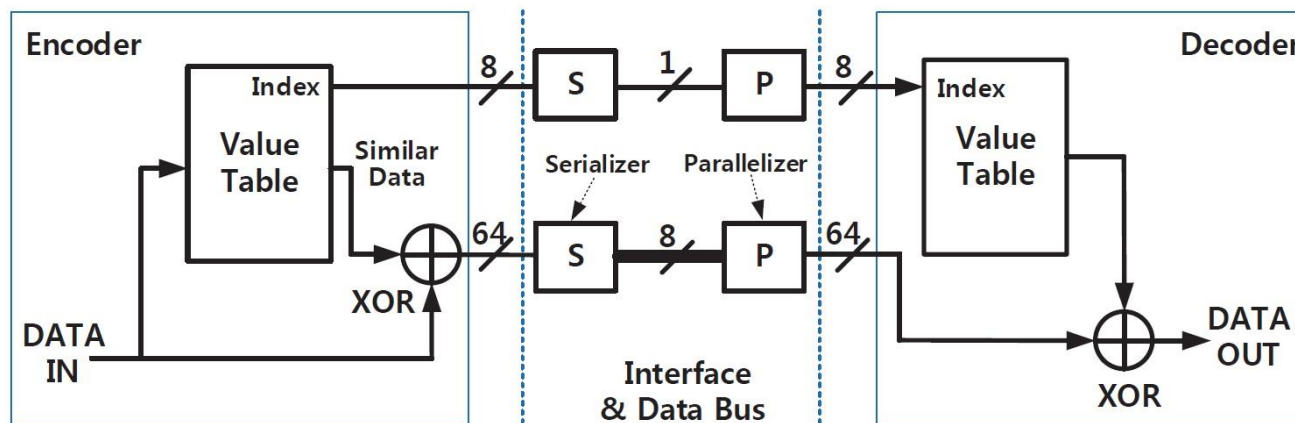 Encoder
Decoder
8
1
8
Index
S
P
Index
Value
Table
Similar
Data
Serializer
Parallelizer
Value
Table
64
8
64
S
P
XOR
DATA
IN
DATA
OUT
XOR
Interface
& Data Bus